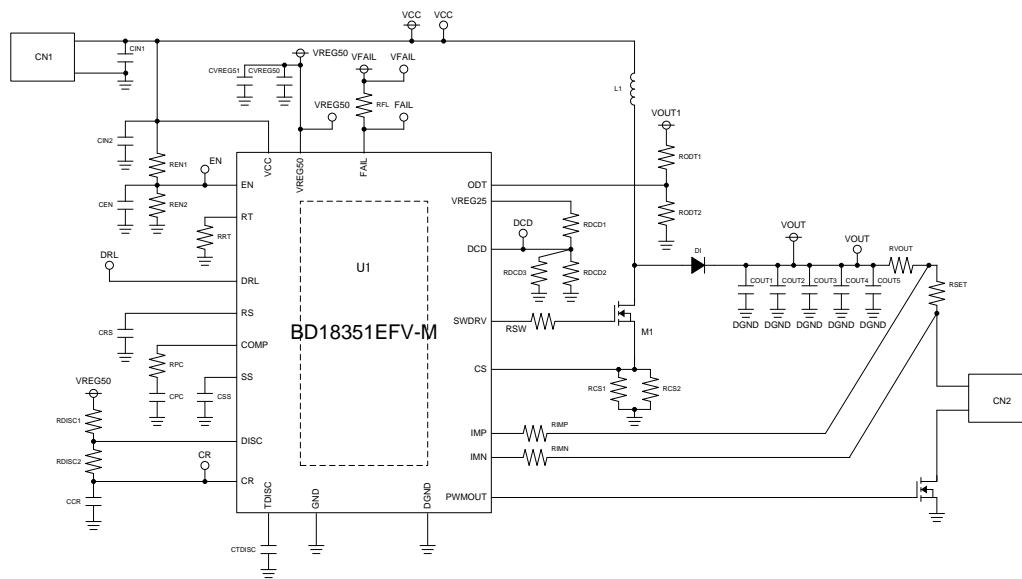 VCC VCC
CN1
CIN1
VREG50
VFAIL VFAIL
CVREG51 CVREG50
L1
VREG50
RFL
FAIL
VOUT1
CIN2
REN1
EN
RODT1
VCC
VREG50
FAIL
CEN
REN2
EN
ODT
VREG25
RT
RODT2
RRT
DCD
RDCD1
DCD
VOUT
VOUT
DRL
U1
RDCD3
RDCD2
DI
RVOUT
DRL
COUT1 COUT2 COUT3 COUT4 COUT5
RSET
RS
CRS
BD18351EFV-M
SWDRV
RSW
M1
DGND DGND DGND DGND DGND
COMP
RPC
VREG50
SS
CS
CPC
CSS
RCS1
RCS2
CN2
RDISC1
DISC
IMP
RIMP
RDISC2
CR
IMN
RIMN
CR
CCR
TDISC
GND
DGND
PWMOUT
CTDISC